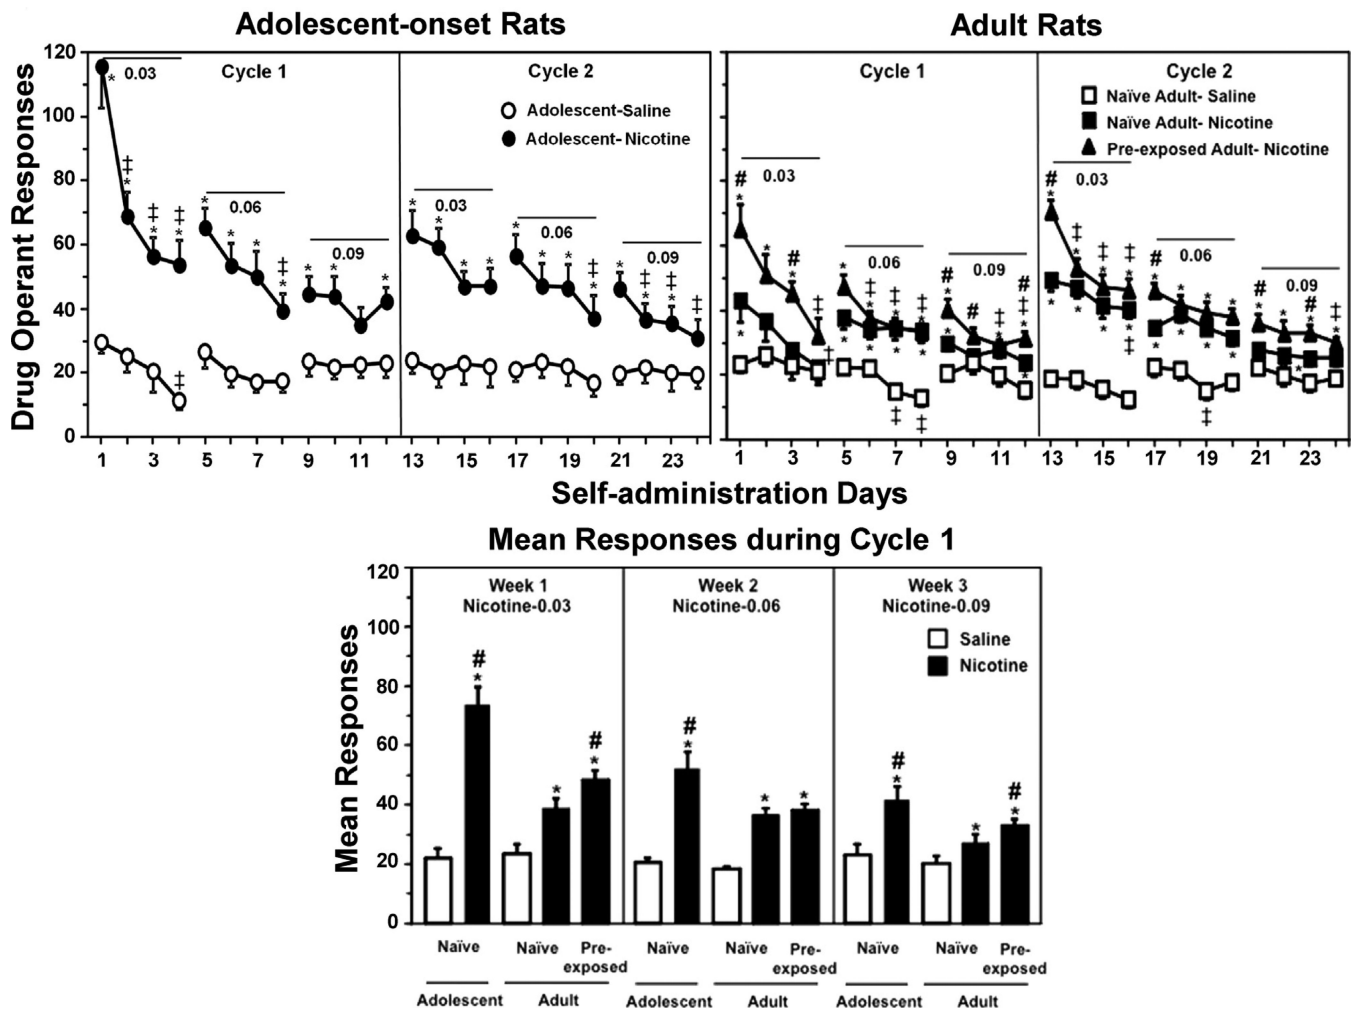 Adolescent-onset Rats
Adult Rats
Drug Operant Responses
120
100
80
60
40
20
0
Cycle 1
Cycle 2
Adolescent-Saline
Adolescent- Nicotine
0.03
0.06
0.09
0.03
0.06
0.09
1 3 5 7 9 11 13 15 17 19 21 23
Cycle 1
Cycle 2
Naïve Adult- Saline
Naïve Adult- Nicotine
Pre-exposed Adult- Nicotine
0.03
0.06
0.09
0.03
0.06
0.09
1 3 5 7 9 11 13 15 17 19 21 23
Self-administration Days
Mean Responses during Cycle 1
Mean Responses
120
100
80
60
40
20
0
Week 1
Nicotine-0.03
Week 2
Nicotine-0.06
Week 3
Nicotine-0.09
Saline
Nicotine
Naïve Naïve Pre-
exposed
Naïve Naïve Pre-
exposed
Naïve Naïve Pre-
exposed
Adolescent Adult Adolescent Adult Adolescent Adult